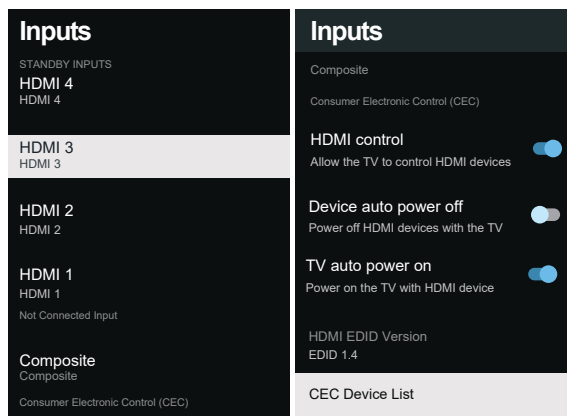 Inputs
STANDBY INPUTS
HDMI 4
HDMI 4
HDMI 3
HDMI 3
HDMI 2
HDMI 2
HDMI 1
HDMI 1
Not Connected Input
Composite
Composite
Consumer Electronic Control (CEC)
Inputs
Composite
Consumer Electronic Control (CEC)
HDMI control
Allow the TV to control HDMI devices
Device auto power off
Power off HDMI devices with the TV
TV auto power on
Power on the TV with HDMI device
HDMI EDID Version
EDID 1.4
CEC Device List